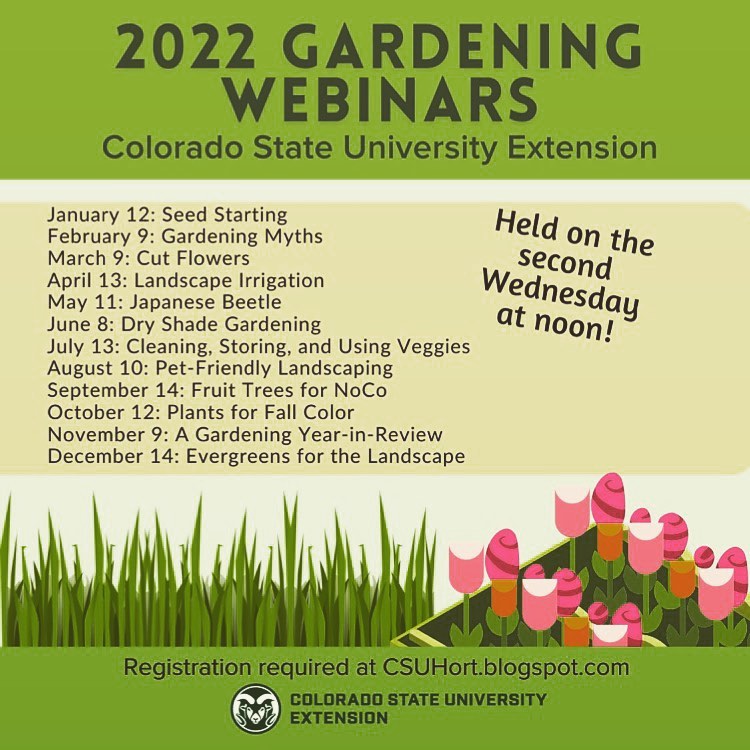 2022 GARDENING
WEBINARS
Colorado State University Extension
January 12: Seed Starting
February 9: Gardening Myths
March 9: Cut Flowers
April 13: Landscape Irrigation
May 11: Japanese Beetle
June 8: Dry Shade Gardening
July 13: Cleaning, Storing, and Using Veggies
August 10: Pet-Friendly Landscaping
September 14: Fruit Trees for NoCo
October 12: Plants for Fall Color
November 9: A Gardening Year-in-Review
December 14: Evergreens for the Landscape
Held on the
second
Wednesday
at noon!
Registration required at CSUHort.blogspot.com
COLORADO STATE UNIVERSITY
EXTENSION